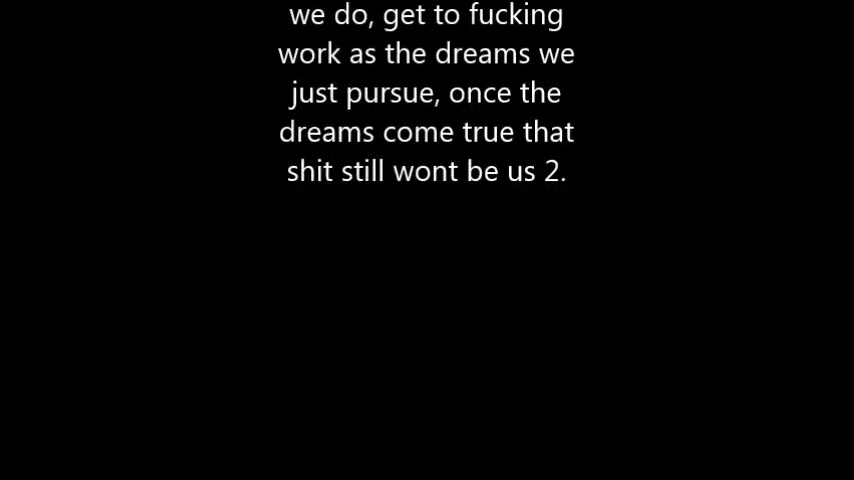 we do, get to fucking
work as the dreams we
just pursue, once the
dreams come true that
shit still wont be us 2.